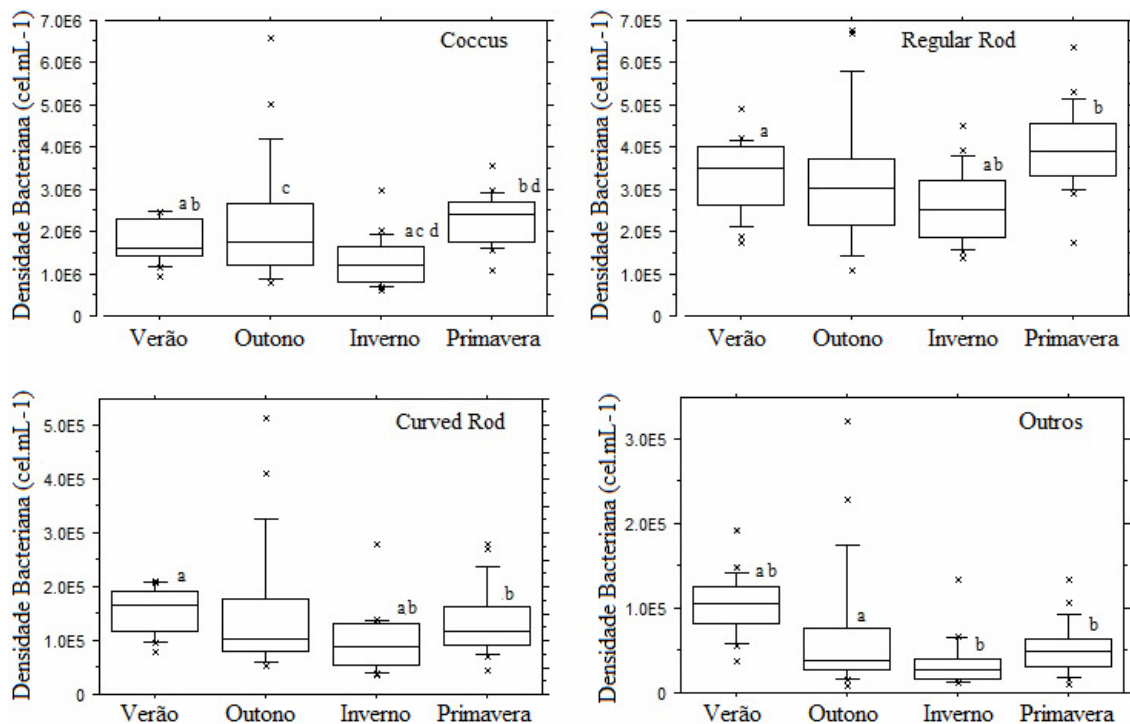 Densidade Bacteriana (cel.mL-1)
Coccus
7.0E6
6.0E6
5.0E6
4.0E6
3.0E6
2.0E6
1.0E6
0
a b
c
a c d
b d
Verão Outono Inverno Primavera
Densidade Bacteriana (cel.mL-1)
Regular Rod
7.0E5
6.0E5
5.0E5
4.0E5
3.0E5
2.0E5
1.0E5
0
a
a b
b
Verão Outono Inverno Primavera
Densidade Bacteriana (cel.mL-1)
Curved Rod
5.0E5
4.0E5
3.0E5
2.0E5
1.0E5
0
a
a b
b
Verão Outono Inverno Primavera
Densidade Bacteriana (cel.mL-1)
Outros
3.0E5
2.0E5
1.0E5
0
a b
a
b
b
Verão Outono Inverno Primavera